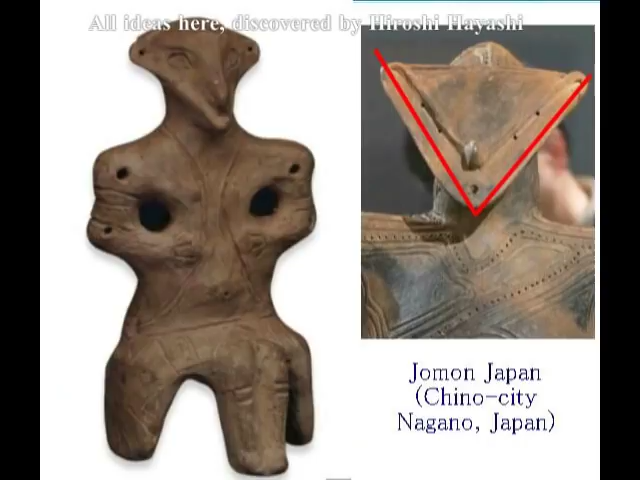 All ideas here, discovered by Hiroshi Hayashi
Jomon Japan
(Chino-city
Nagano, Japan)